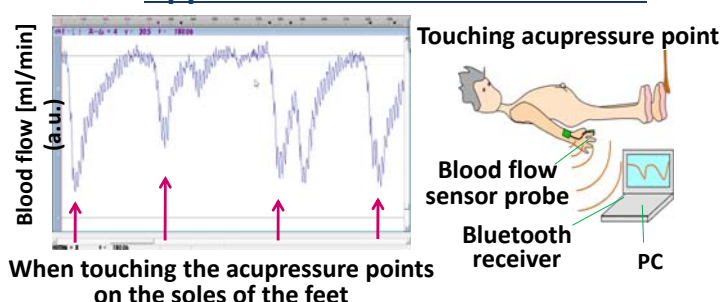 Touching acupressure point
Blood flow [ml/min]
(a.u.)
Blood flow
sensor probe
Bluetooth
receiver
PC
When touching the acupressure points
on the soles of the feet